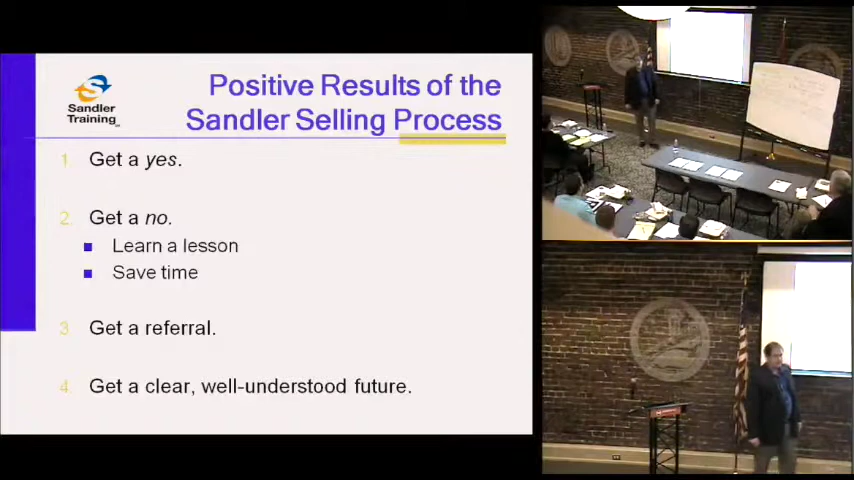 Sandler
Training
Positive Results of the
Sandler Selling Process
1. Get a yes.
2. Get a no.
Learn a lesson
Save time
3. Get a referral.
4. Get a clear, well-understood future.